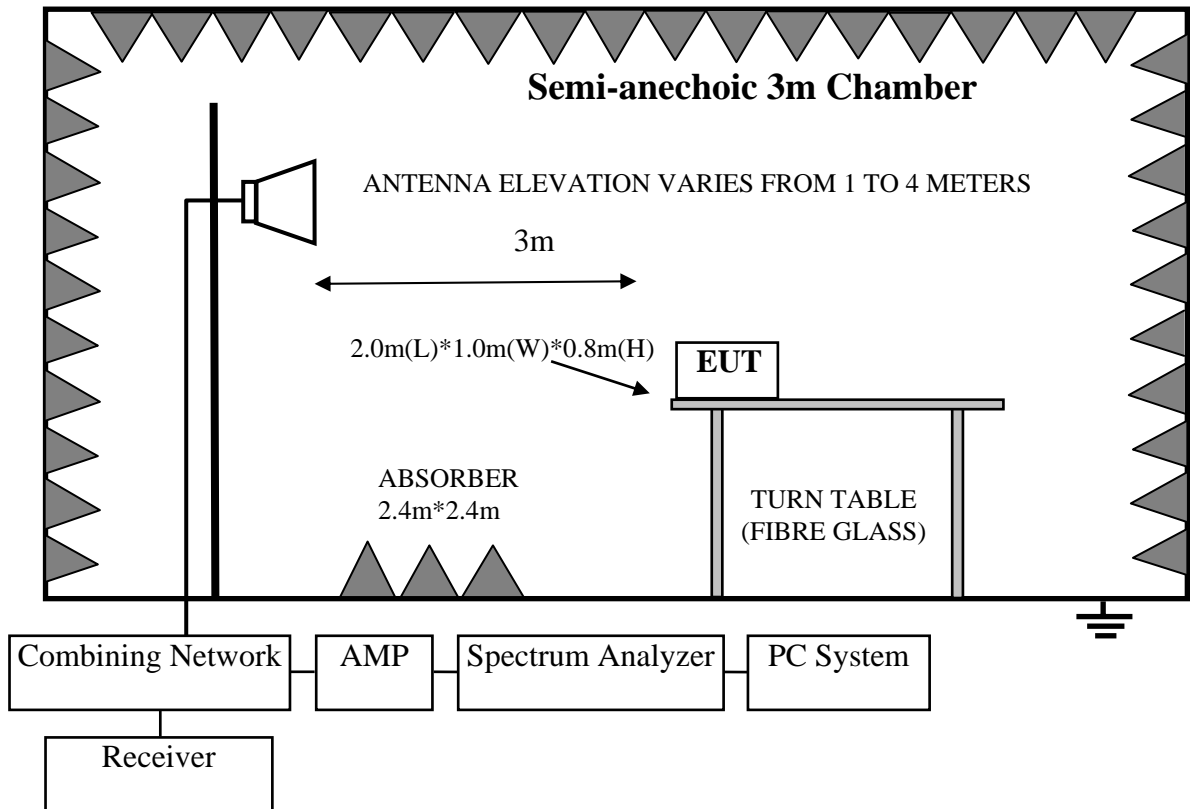 Semi-anechoic 3m Chamber
ANTENNA ELEVATION VARIES FROM 1 TO 4 METERS
3m
2.0m(L)*1.0m(W)*0.8m(H)
EUT
ABSORBER
2.4m*2.4m
TURN TABLE
(FIBRE GLASS)
Combining Network
AMP
Spectrum Analyzer
PC System
Receiver